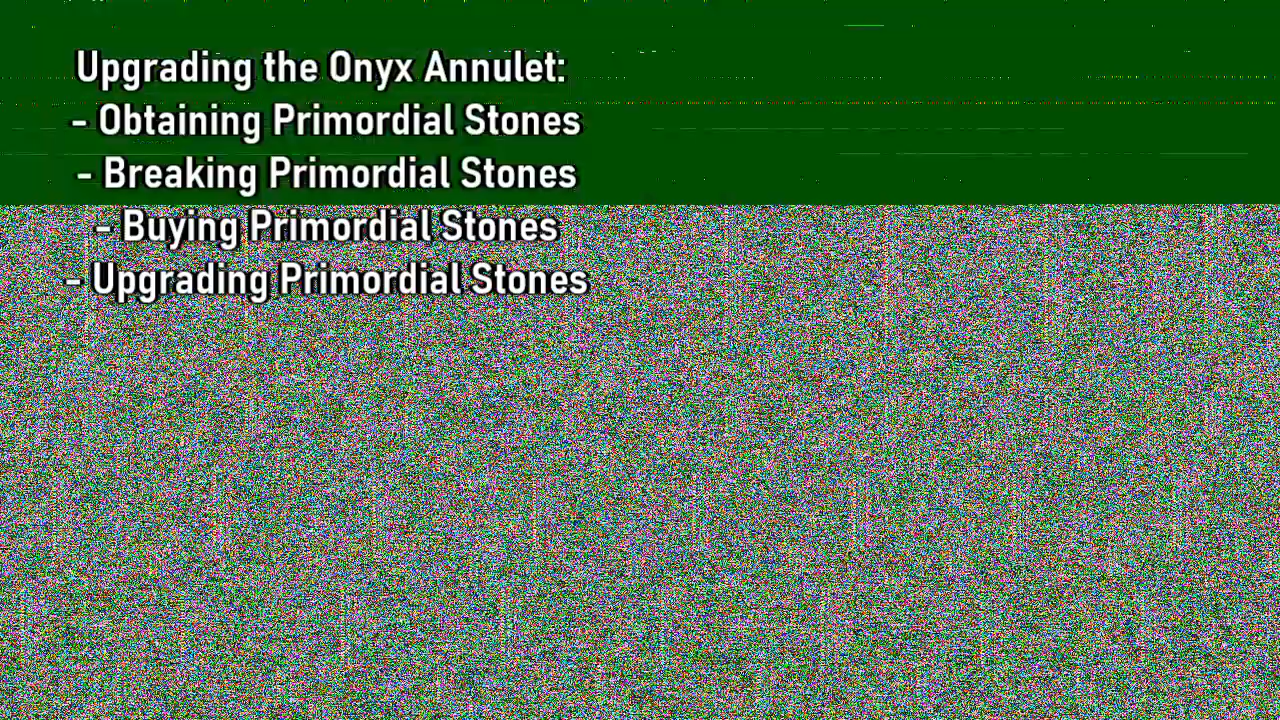 Upgrading the Onyx Annulet:
- Obtaining Primordial Stones
- Breaking Primordial Stones
- Buying Primordial Stones
- Upgrading Primordial Stones